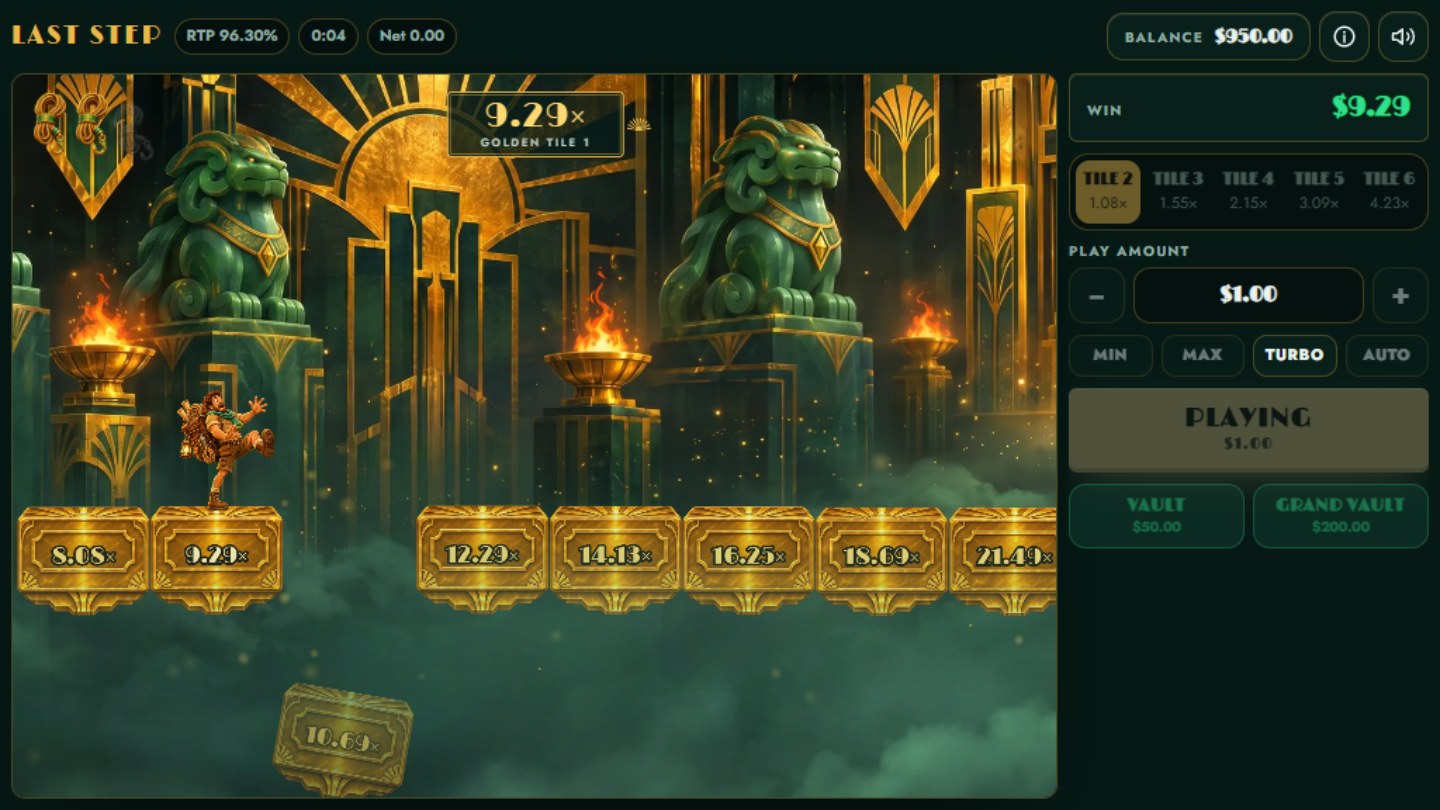 LAST STEP
RTP 96.30%
0:04
Net 0.00
BALANCE $950.00
9.29×
GOLDEN TILE 1
WIN
$9.29
TILE 2
1.08×
TILE 3
1.55×
TILE 4
2.15×
TILE 5
3.09×
TILE 6
4.23×
PLAY AMOUNT
−
$1.00
+
MIN
MAX
TURBO
AUTO
PLAYING
$1.00
VAULT
$50.00
GRAND VAULT
$200.00
8.08×
9.29×
12.29×
14.13×
16.25×
18.69×
21.49×
10.69×